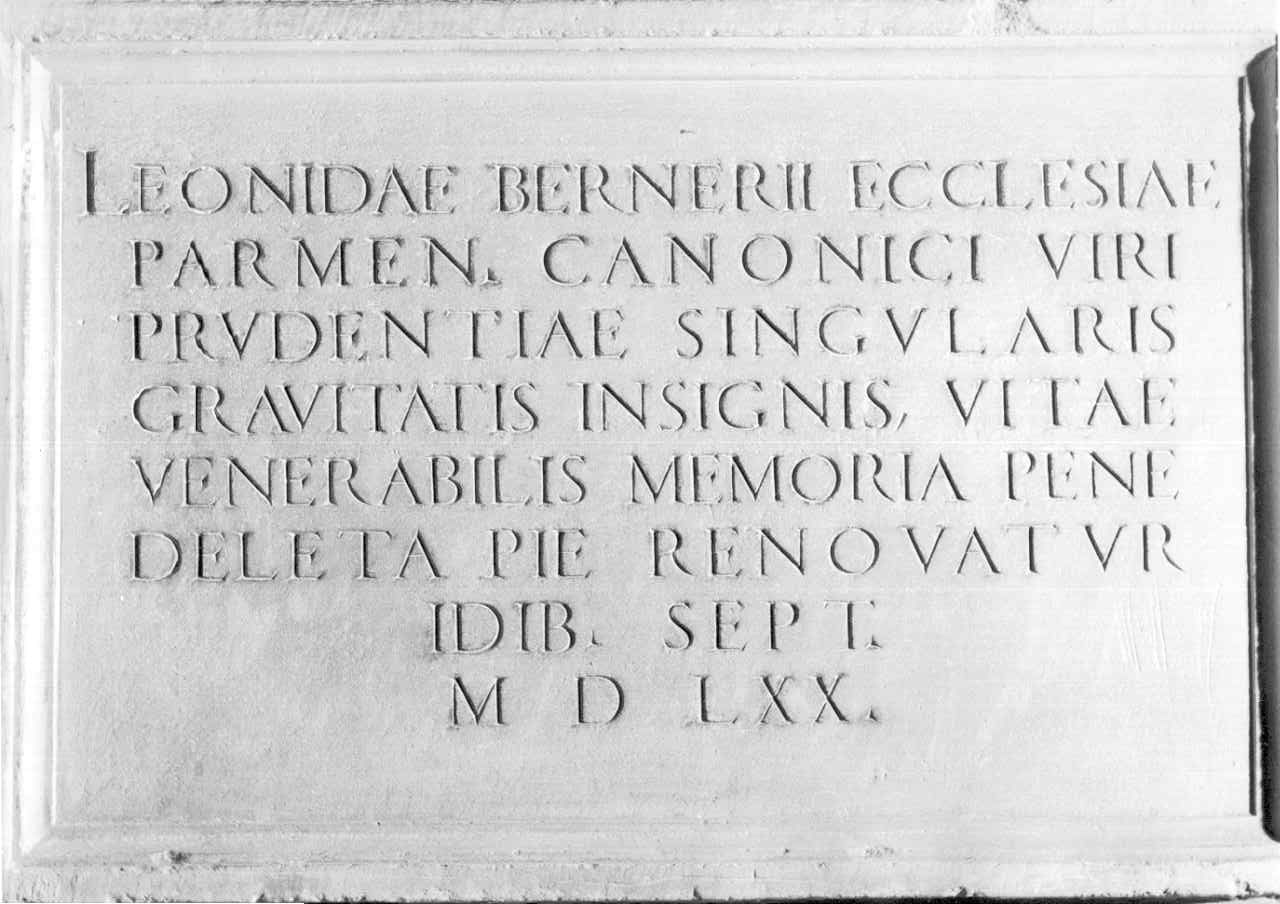 LEONIDAE BERNERII ECCLESIAE
PARMEN. CANONICI VIRI
PRVDENTIAE SINGVLARIS
GRAVITATIS INSIGNIS, VITAE
VENERABILIS MEMORIA PENE
DELETA PIE RENOVATVR
IDIB. SEPT.
M D LXX.